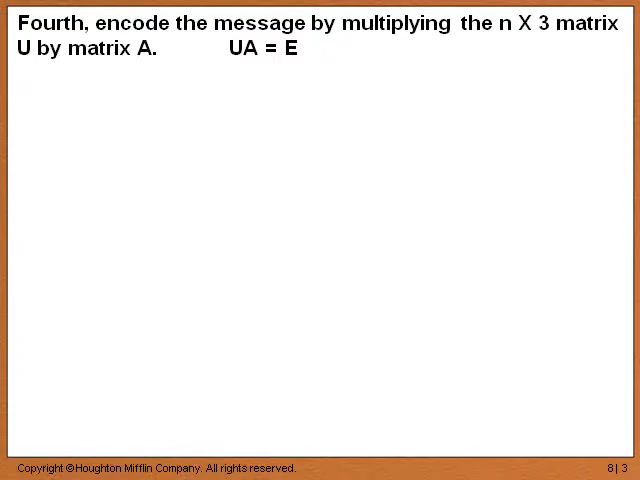 Fourth, encode the message by multiplying the n X 3 matrix
U by matrix A. UA = E
Copyright © Houghton Mifflin Company. All rights reserved. 8 | 3